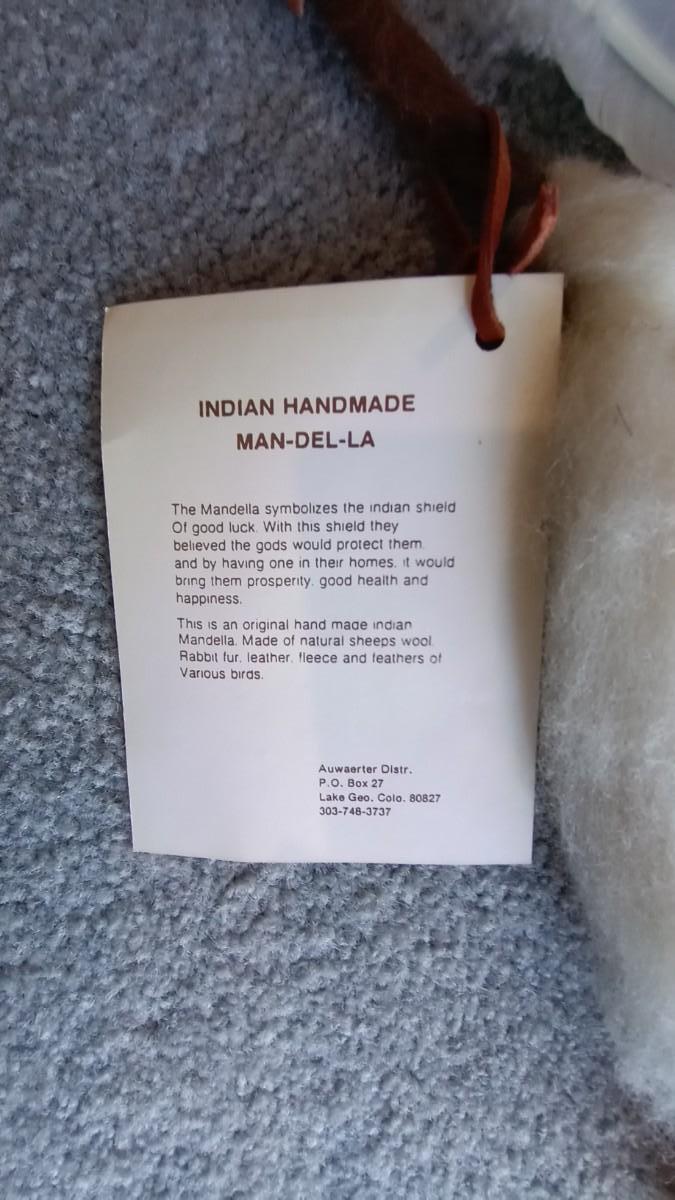 INDIAN HANDMADE
MAN-DEL-LA
The Mandella symbolizes the indian shield
Of good luck. With this shield they
believed the gods would protect them.
and by having one in their homes. it would
bring them prosperity. good health and
happiness.
This is an original hand made indian
Mandella. Made of natural sheeps wool.
Rabbit fur. leather. fleece and feathers of
Various birds.
Auwaerter Distr.
P.O. Box 27
Lake Geo. Colo. 80827
303-748-3737